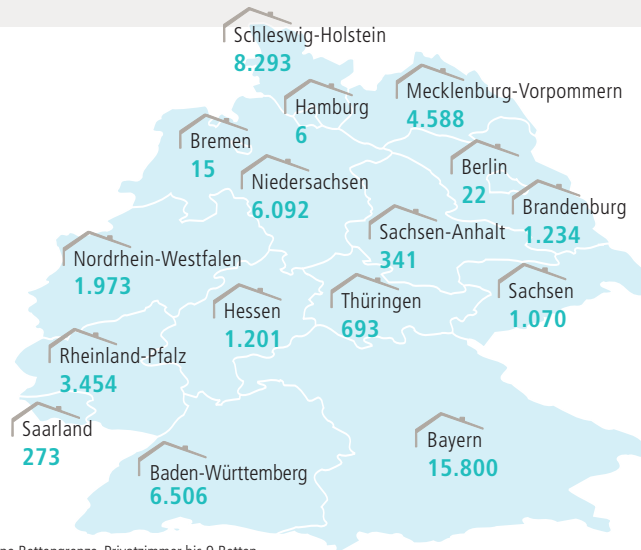 Schleswig-Holstein
8.293
Hamburg
6
Mecklenburg-Vorpommern
4.588
Bremen
15
Niedersachsen
6.092
Berlin
22
Brandenburg
1.234
Sachsen-Anhalt
341
Nordrhein-Westfalen
1.973
Hessen
1.201
Thüringen
693
Sachsen
1.070
Rheinland-Pfalz
3.454
Saarland
273
Baden-Württemberg
6.506
Bayern
15.800